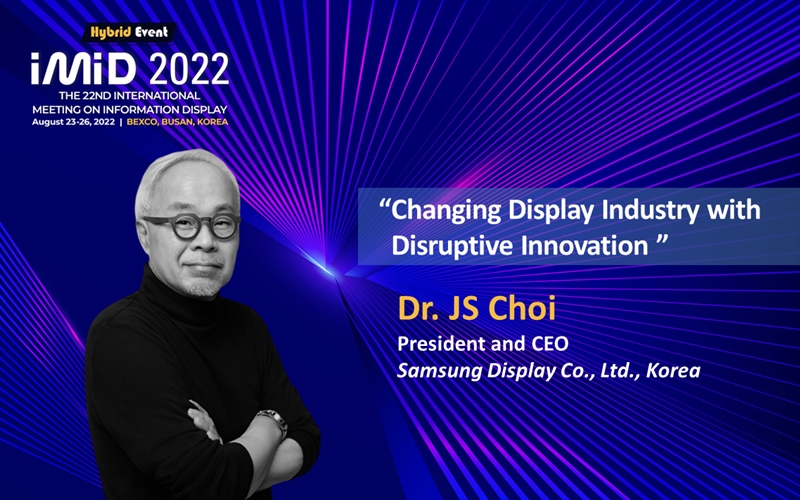 Hybrid Event
iMiD 2022
THE 22ND INTERNATIONAL
MEETING ON INFORMATION DISPLAY
August 23-26, 2022 | BEXCO, BUSAN, KOREA
“Changing Display Industry with
Disruptive Innovation ”
Dr. JS Choi
President and CEO
Samsung Display Co., Ltd., Korea